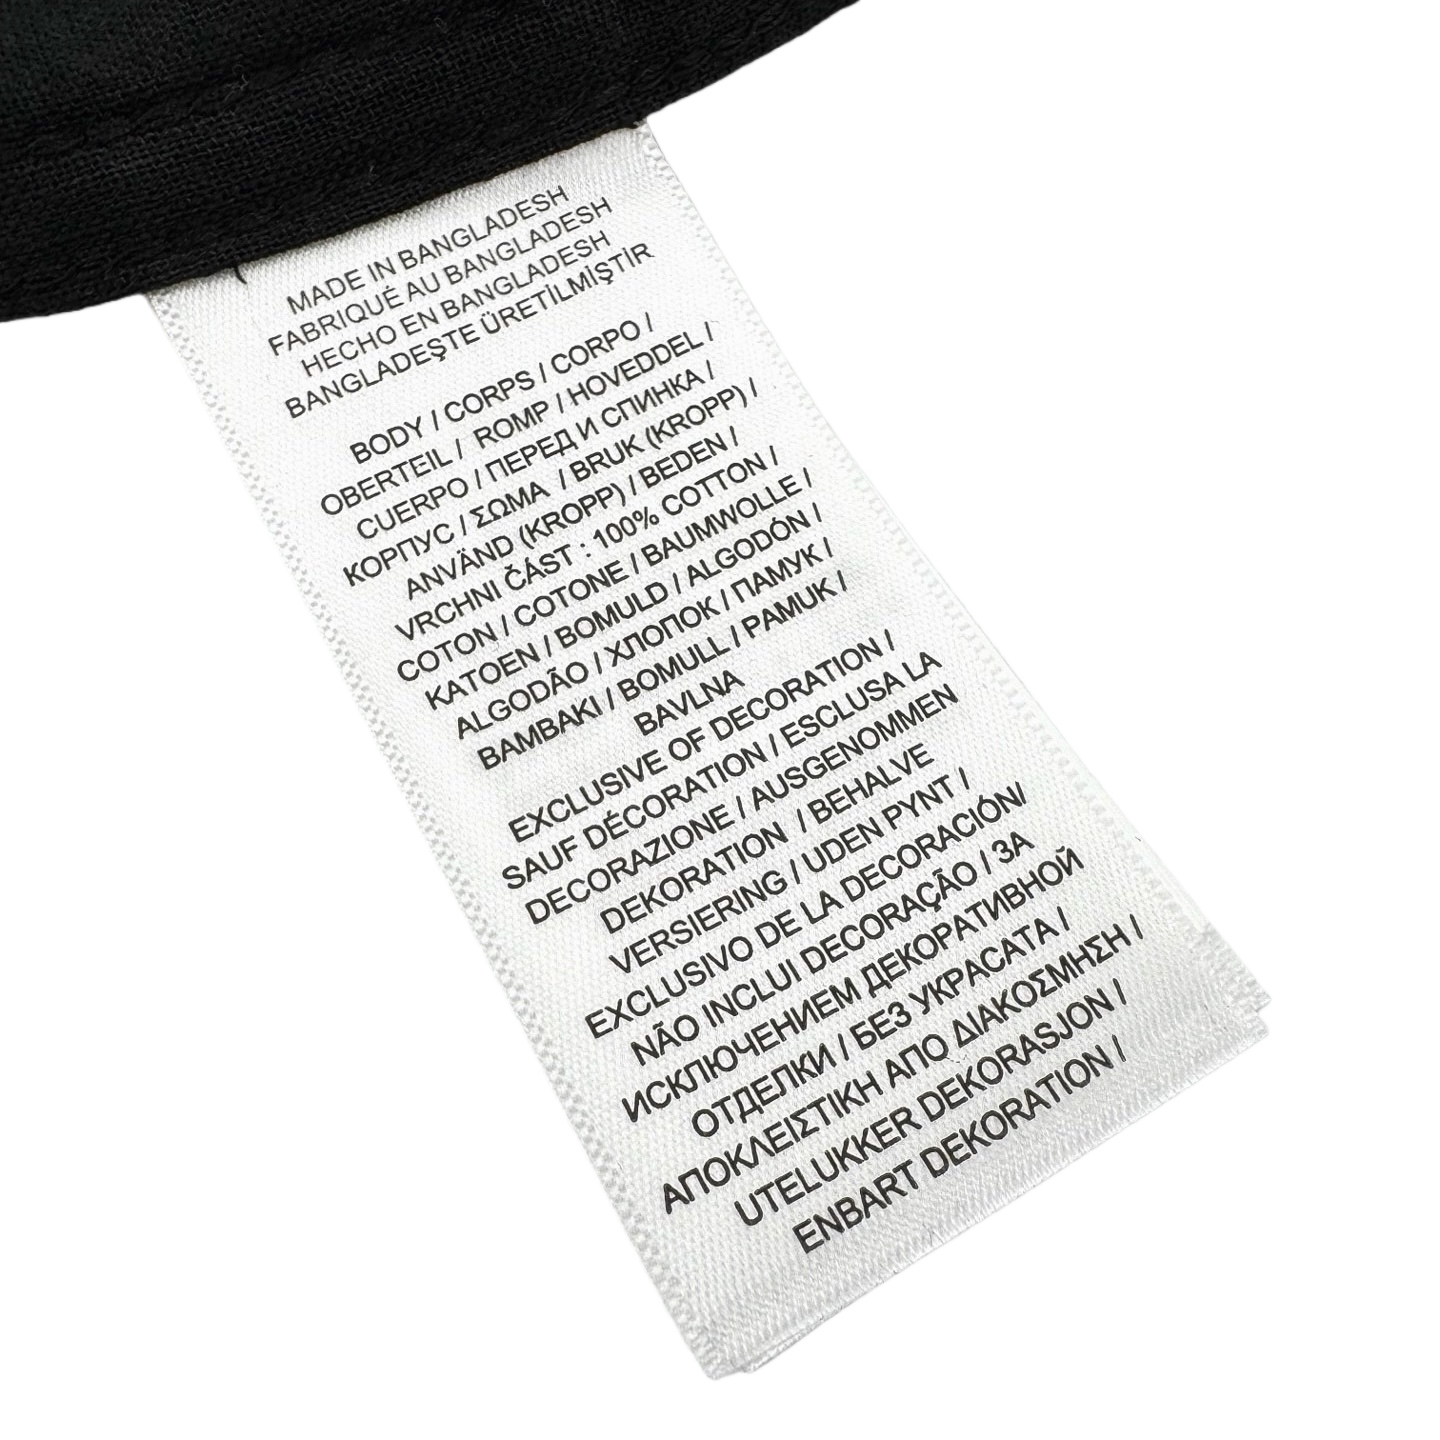 MADE IN BANGLADESH
FABRIQUÉ AU BANGLADESH
HECHO EN BANGLADESH
BANGLADEŞTE ÜRETİLMİŞTİR
BODY / CORPS / CORPO /
OBERTEIL / ROMP / HOVEDDEL /
CUERPO / ПЕРЕД И СПИНКА /
КОРПУС / ΣΩΜΑ / BRUK (KROPP) /
ANVÄND (KROPP) / BEDEN /
VRCHNI ČÁST : 100% COTTON /
COTON / COTONE / BAUMWOLLE /
KATOEN / BOMULD / ALGODÓN /
ALGODÃO / ХЛОПОК / ПАМУК /
BAMBAKI / BOMULL / PAMUK /
BAVLNA
EXCLUSIVE OF DECORATION /
SAUF DÉCORATION / ESCLUSA LA
DECORAZIONE / AUSGENOMMEN
DEKORATION / BEHALVE
VERSIERING / UDEN PYNT /
EXCLUSIVO DE LA DECORACIÓN/
NÃO INCLUI DECORAÇÃO / ЗА
ИСКЛЮЧЕНИЕМ ДЕКОРАТИВНОЙ
ОТДЕЛКИ / БЕЗ УКРАСАТА /
ΑΠΟΚΛΕΙΣΤΙΚΗ ΑΠΟ ΔΙΑΚΟΣΜΗΣΗ /
UTELUKKER DEKORASJON /
ENBART DEKORATION /